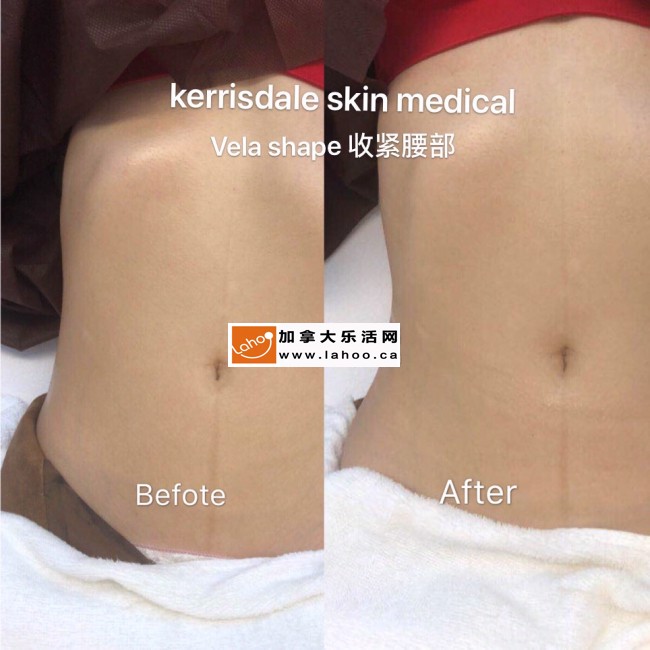 kerrisdale skin medical
Vela shape 收紧腰部
Lahoo
加拿大乐活网
www.lahoo.ca
Befote
After